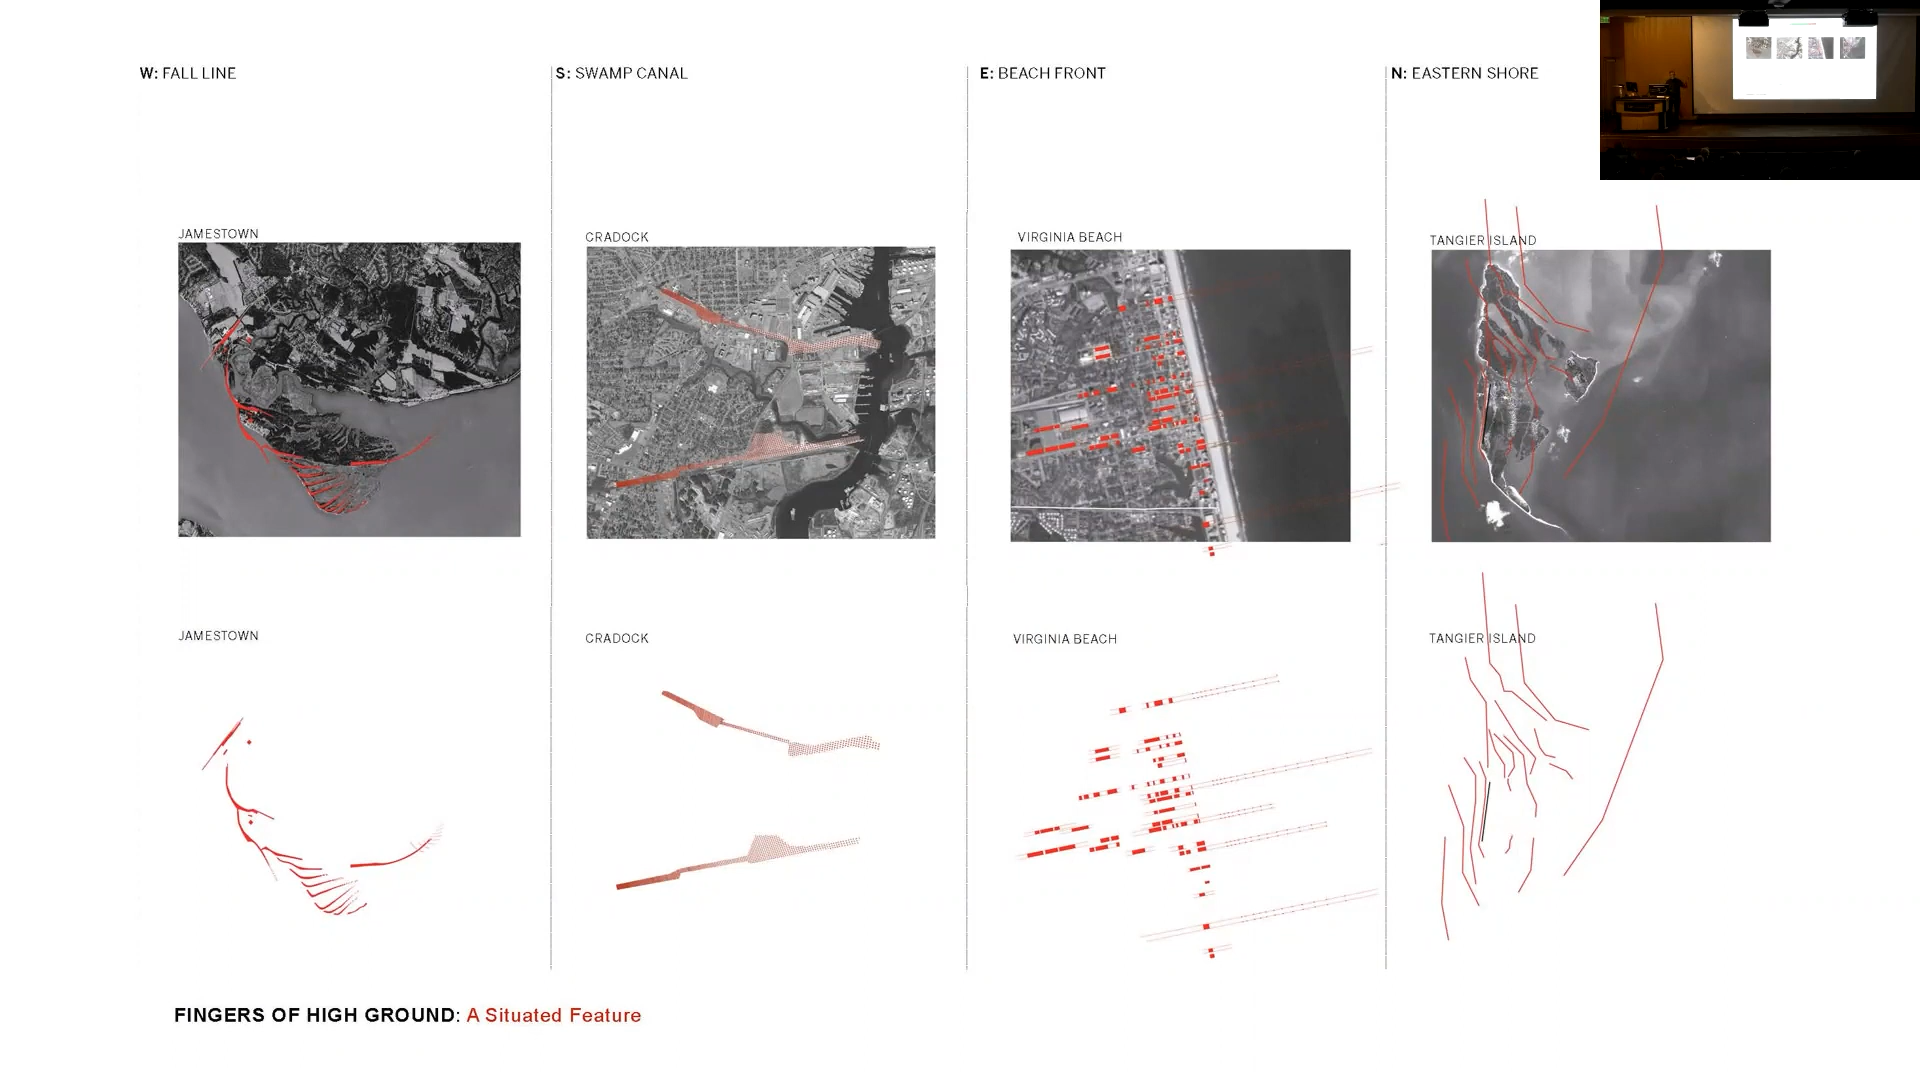 W: FALL LINE
S: SWAMP CANAL
E: BEACH FRONT
N: EASTERN SHORE
JAMESTOWN
CRADOCK
VIRGINIA BEACH
TANGIER ISLAND
JAMESTOWN
CRADOCK
VIRGINIA BEACH
TANGIER ISLAND
FINGERS OF HIGH GROUND: A Situated Feature